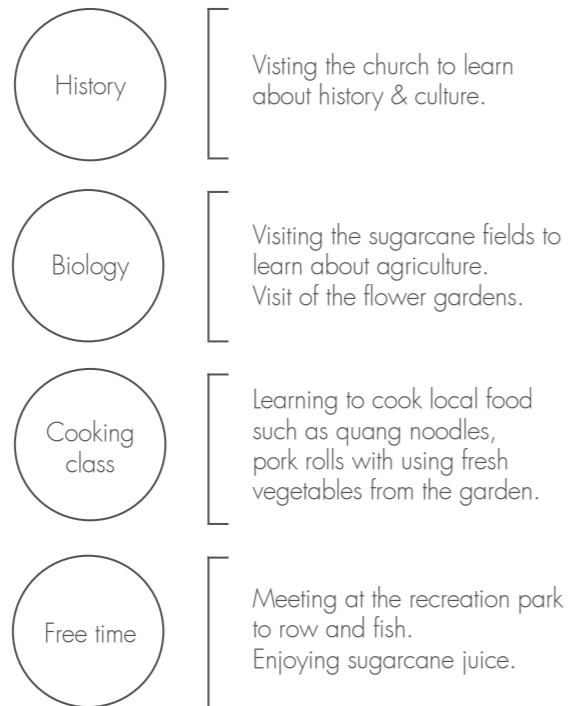 History
Visting the church to learn
about history & culture.
Biology
Visiting the sugarcane fields to
learn about agriculture.
Visit of the flower gardens.
Cooking
class
Learning to cook local food
such as quang noodles,
pork rolls with using fresh
vegetables from the garden.
Free time
Meeting at the recreation park
to row and fish.
Enjoying sugarcane juice.